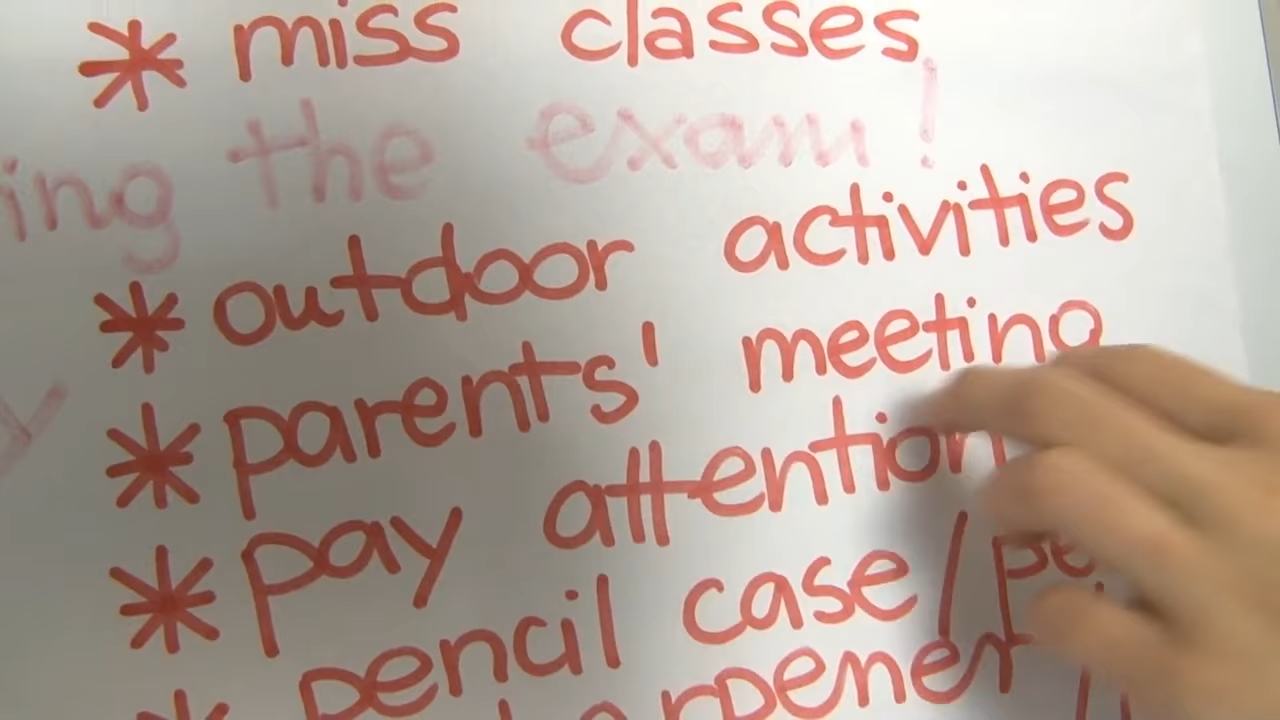 * miss classes
ing the exam!
* outdoor activities
* parents' meeting
* pay attention
* pencil case/